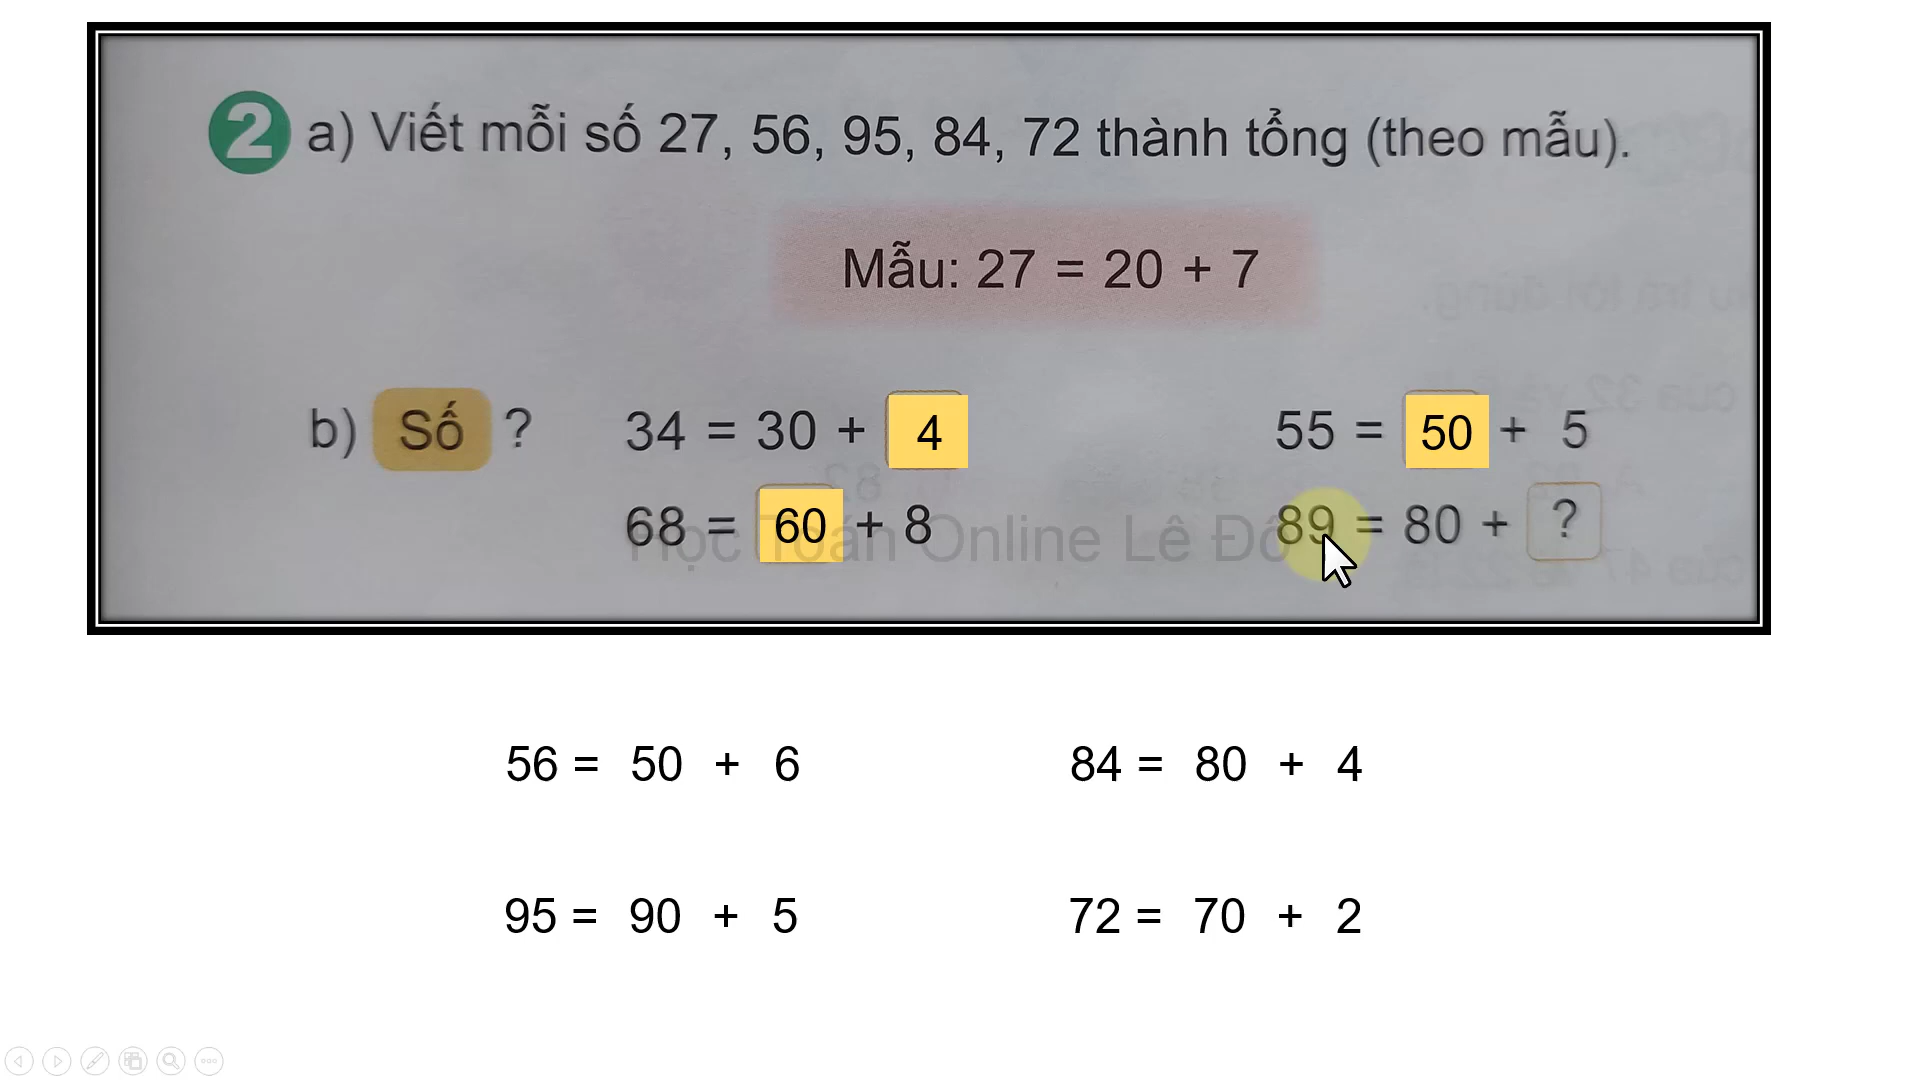 2 a) Viết mỗi số 27, 56, 95, 84, 72 thành tổng (theo mẫu).
Mẫu: 27 = 20 + 7
b) Số ? 34 = 30 + 4 55 = 50 + 5
68 = 60 + 8 89 = 80 + ?
Học Toán Online Lê Đô
56 = 50 + 6 84 = 80 + 4
95 = 90 + 5 72 = 70 + 2